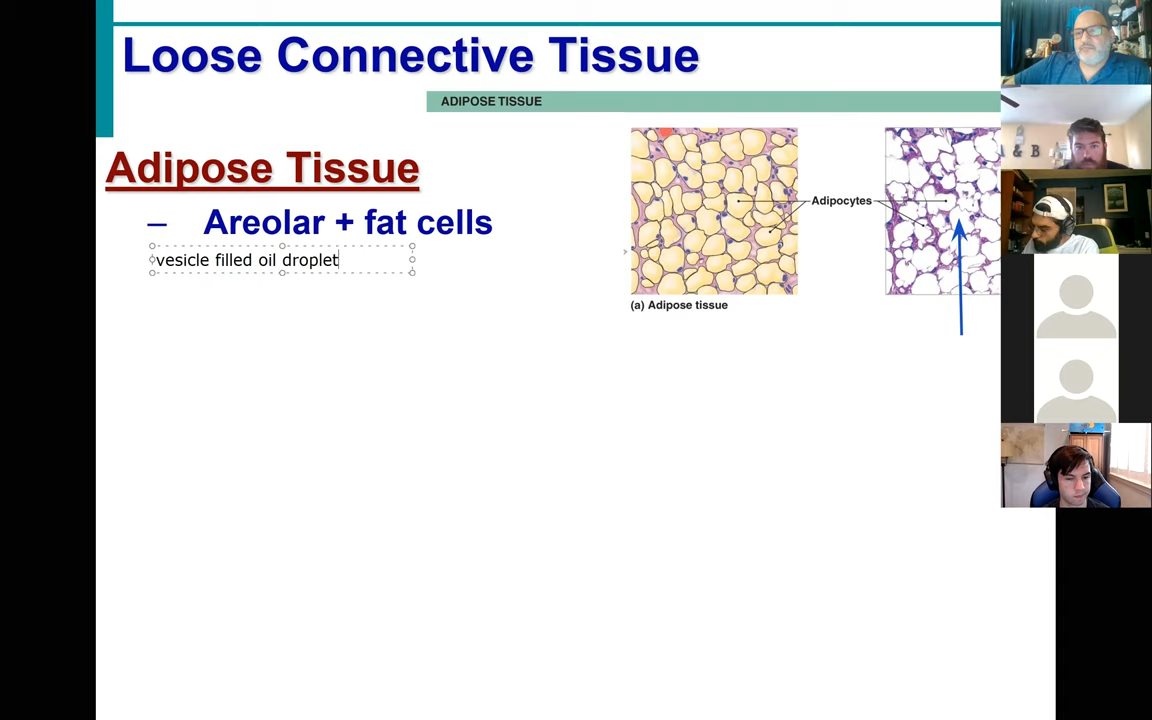 Loose Connective Tissue
ADIPOSE TISSUE
Adipose Tissue
– Areolar + fat cells
vesicle filled oil droplet
Adipocytes
(a) Adipose tissue
A & B